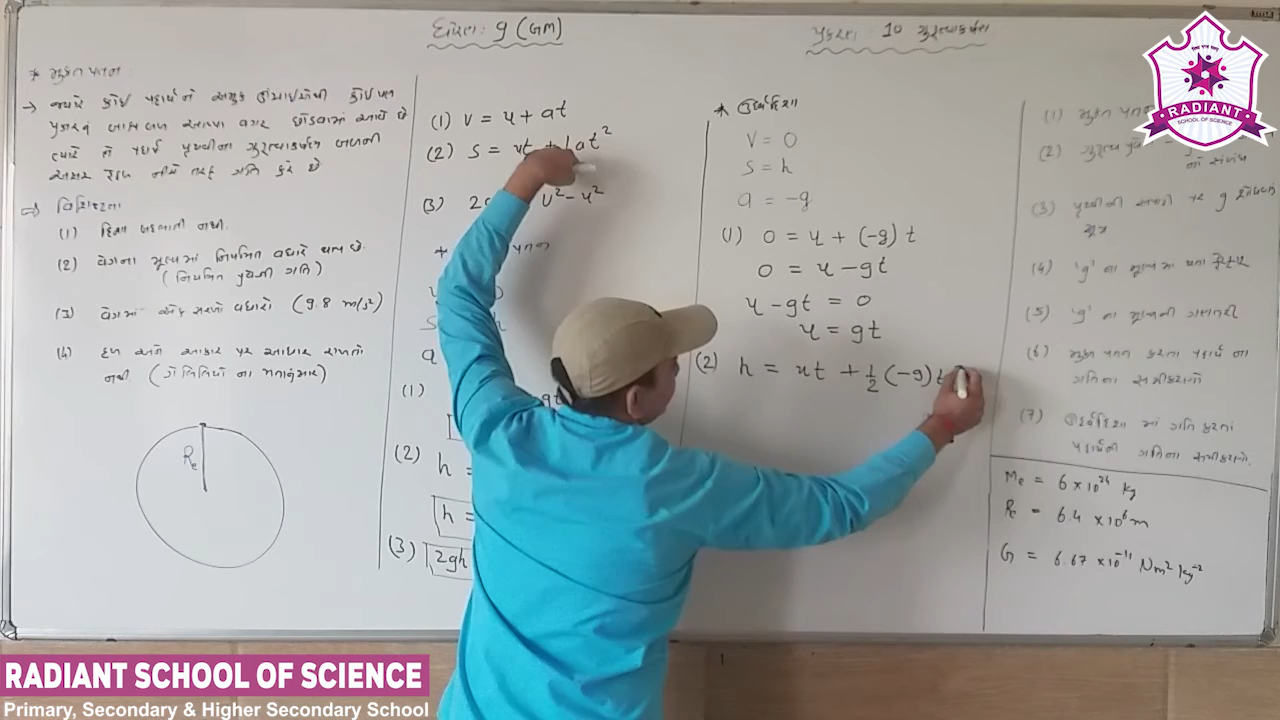 ધોરણ: 9 (GM)
પ્રકરણ : 10 ગુરુત્વાકર્ષણ
* મુક્ત પતન
→ જ્યારે કોઈ પદાર્થને અમુક ઊંચાઈએથી કોઈપણ
પ્રકારનું બાહ્યબળ આપ્યા વગર છોડવામાં આવે છે
ત્યારે તે પદાર્થ પૃથ્વીના ગુરુત્વાકર્ષણ બળની
અસર હેઠળ નીચે તરફ ગતિ કરે છે
⇒ વિશિષ્ટતા
(1) દિશા બદલાતી નથી.
(2) વેગના મૂલ્યમાં નિયમિત વધારો થાય છે.
(નિયમિત પ્રવેગી ગતિ)
(3) વેગમાં એક સરખો વધારો (9.8 m/s²)
(4) દળ અને આકાર પર આધાર રાખતો
નથી. (ગેલિલિયો ના મતાનુસાર)
Re
(1) v = u + at
(2) s = ut + ½at²
(3) v² - u²
પતન
(1)
gt
(2) h =
h =
(3) 2gh
* ઉર્ધ્વદિશા
v = 0
s = h
a = -g
(1) 0 = u + (-g) t
0 = u - gt
u - gt = 0
u = gt
(2) h = ut + ½ (-g) t
(1) મુક્ત પતન
(2) ગુરુત્વ
નો સંબંધ
(3) પૃથ્વીની સપાટી પર g શોધવાનું
સૂત્ર
(4) 'g' ના મૂલ્યમાં થતા ફેરફાર
(5) 'g' ના મૂલ્યની ગણતરી
(6) મુક્ત પતન કરતા પદાર્થ ના
ગતિના સમીકરણો
(7) ઉર્ધ્વદિશા માં ગતિ કરતાં
પદાર્થની ગતિના સમીકરણો.
Me = 6 × 10²⁴ kg
Re = 6.4 × 10⁶ m
G = 6.67 × 10⁻¹¹ Nm² kg⁻²
RADIANT
SCHOOL OF SCIENCE
RADIANT SCHOOL OF SCIENCE
Primary, Secondary & Higher Secondary School